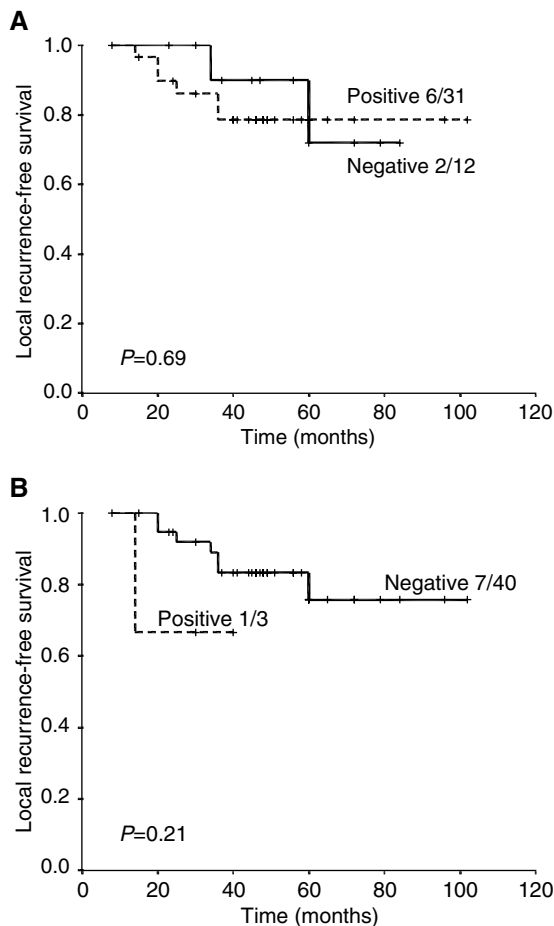 A
Local recurrence-free survival
1.0
0.8
0.6
0.4
0.2
0.0
Positive 6/31
Negative 2/12
P=0.69
0 20 40 60 80 100 120
Time (months)
B
Local recurrence-free survival
1.0
0.8
0.6
0.4
0.2
0.0
Negative 7/40
Positive 1/3
P=0.21
0 20 40 60 80 100 120
Time (months)